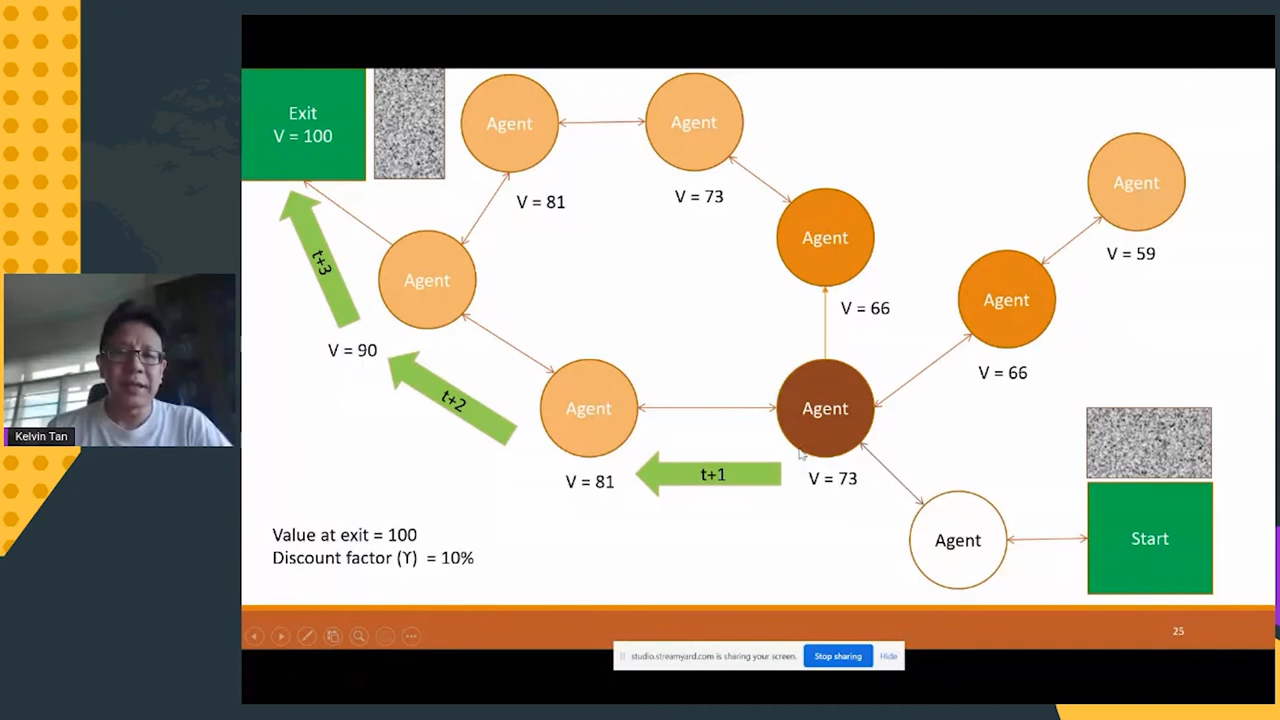 Exit
V = 100
Agent
V = 81
Agent
V = 73
Agent
V = 66
Agent
V = 59
Agent
V = 66
Agent
V = 90
t+3
t+2
Agent
V = 81
t+1
Agent
V = 73
Agent
Start
Value at exit = 100
Discount factor (ϒ) = 10%
25
Kelvin Tan
studio.streamyard.com is sharing your screen.
Stop sharing
Hide